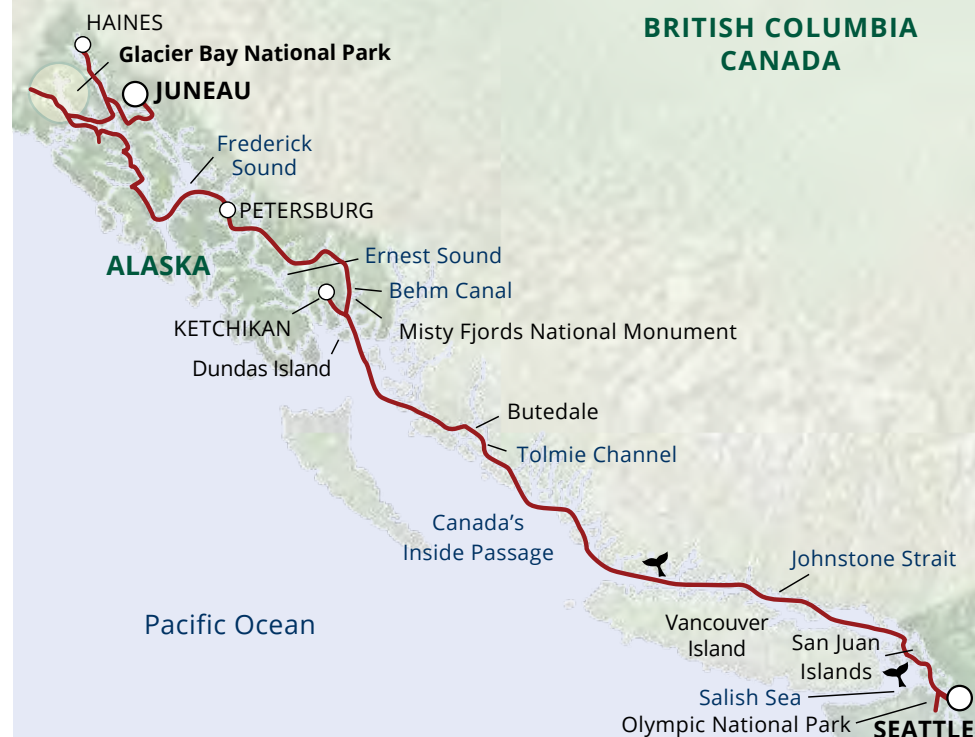 HAINES
BRITISH COLUMBIA
CANADA
Glacier Bay National Park
JUNEAU
Frederick
Sound
PETERSBURG
Ernest Sound
ALASKA
Behm Canal
KETCHIKAN
Misty Fjords National Monument
Dundas Island
Butedale
Tolmie Channel
Canada's
Inside Passage
Johnstone Strait
Pacific Ocean
Vancouver
Island
San Juan
Islands
Salish Sea
Olympic National Park
SEATTLE